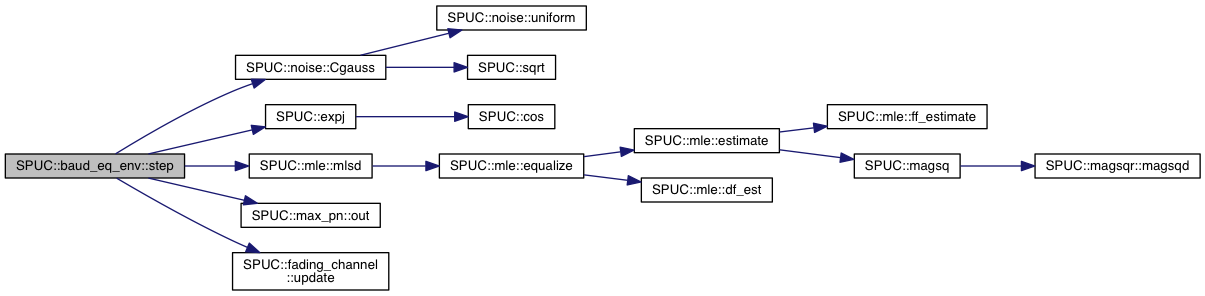 SPUC::noise::uniform
SPUC::noise::Cgauss
SPUC::sqrt
SPUC::expj
SPUC::cos
SPUC::mle::ff_estimate
SPUC::mle::estimate
SPUC::baud_eq_env::step
SPUC::mle::mlsd
SPUC::mle::equalize
SPUC::magsq
SPUC::magsqr::magsqd
SPUC::mle::df_est
SPUC::max_pn::out
SPUC::fading_channel
::update